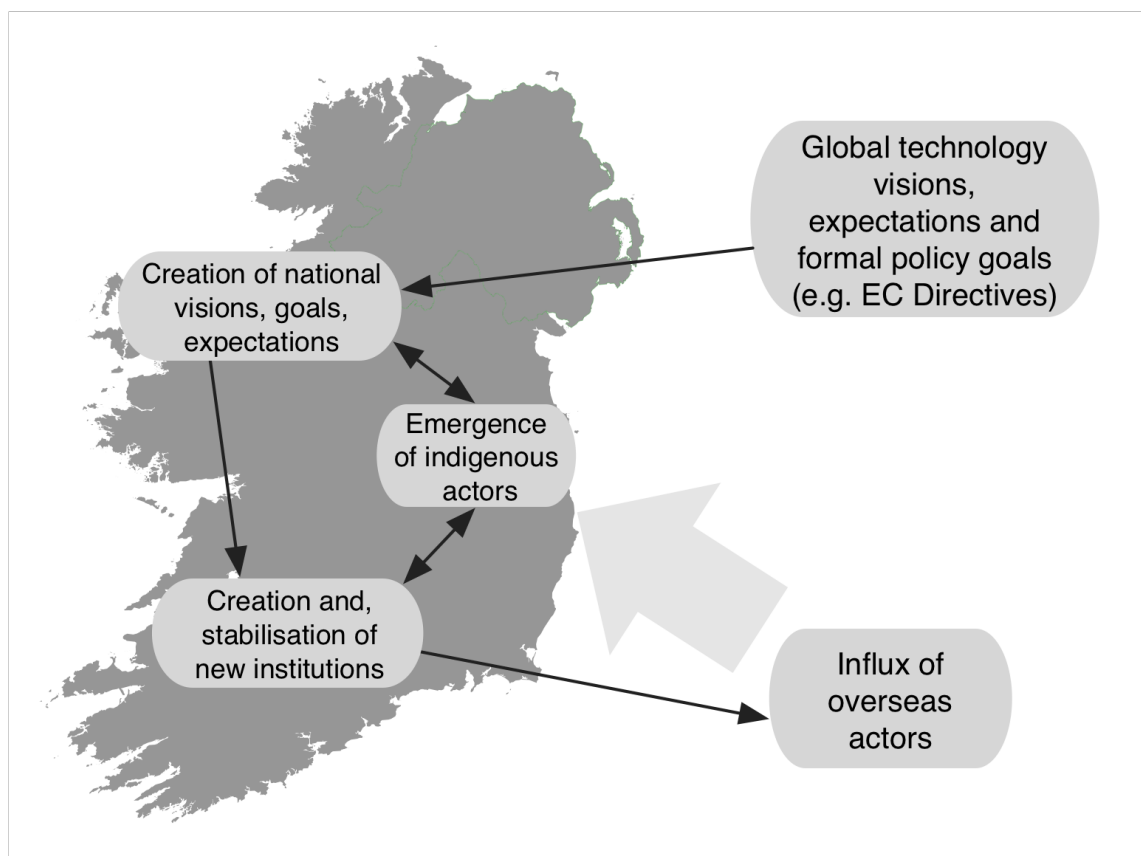 Global technology
visions,
expectations and
formal policy goals
(e.g. EC Directives)
Creation of national
visions, goals,
expectations
Emergence
of indigenous
actors
Creation and,
stabilisation of
new institutions
Influx of
overseas
actors